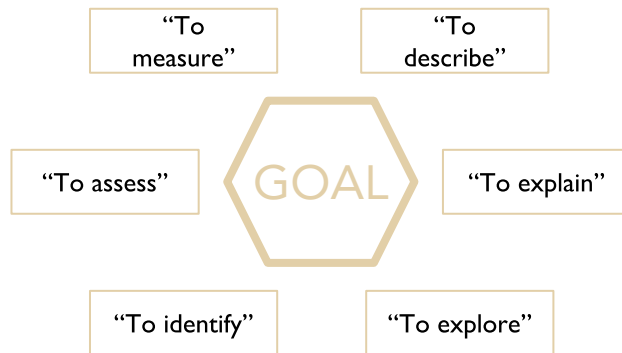 “To
measure”
“To
describe”
“To assess”
GOAL
“To explain”
“To identify”
“To explore”